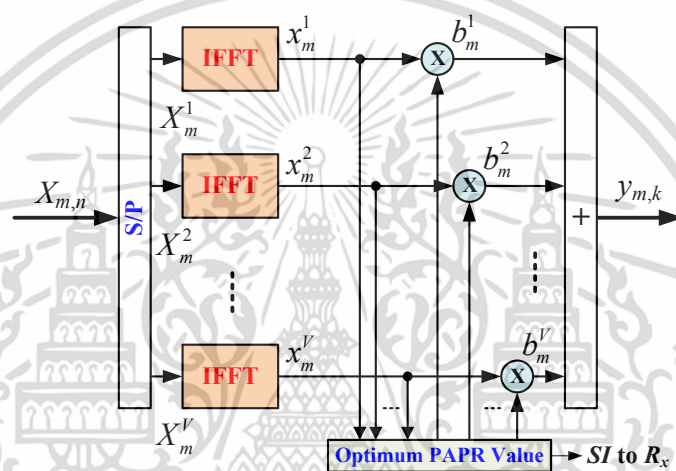 IFFT
x_m^1
X
b_m^1
X_m^1
IFFT
x_m^2
X
b_m^2
X_{m,n}
S/P
X_m^2
+
y_{m,k}
IFFT
x_m^V
X
b_m^V
X_m^V
...
...
Optimum PAPR Value
SI to R_x